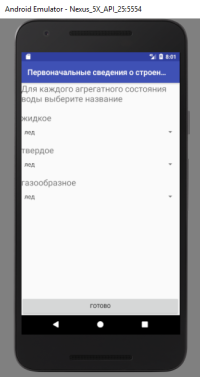 Android Emulator - Nexus_5X_API_25:5554
8:01
Первоначальные сведения о строен...
Для каждого агрегатного состояния
воды выберите название
жидкое
лед
твердое
лед
газообразное
лед
ГОТОВО